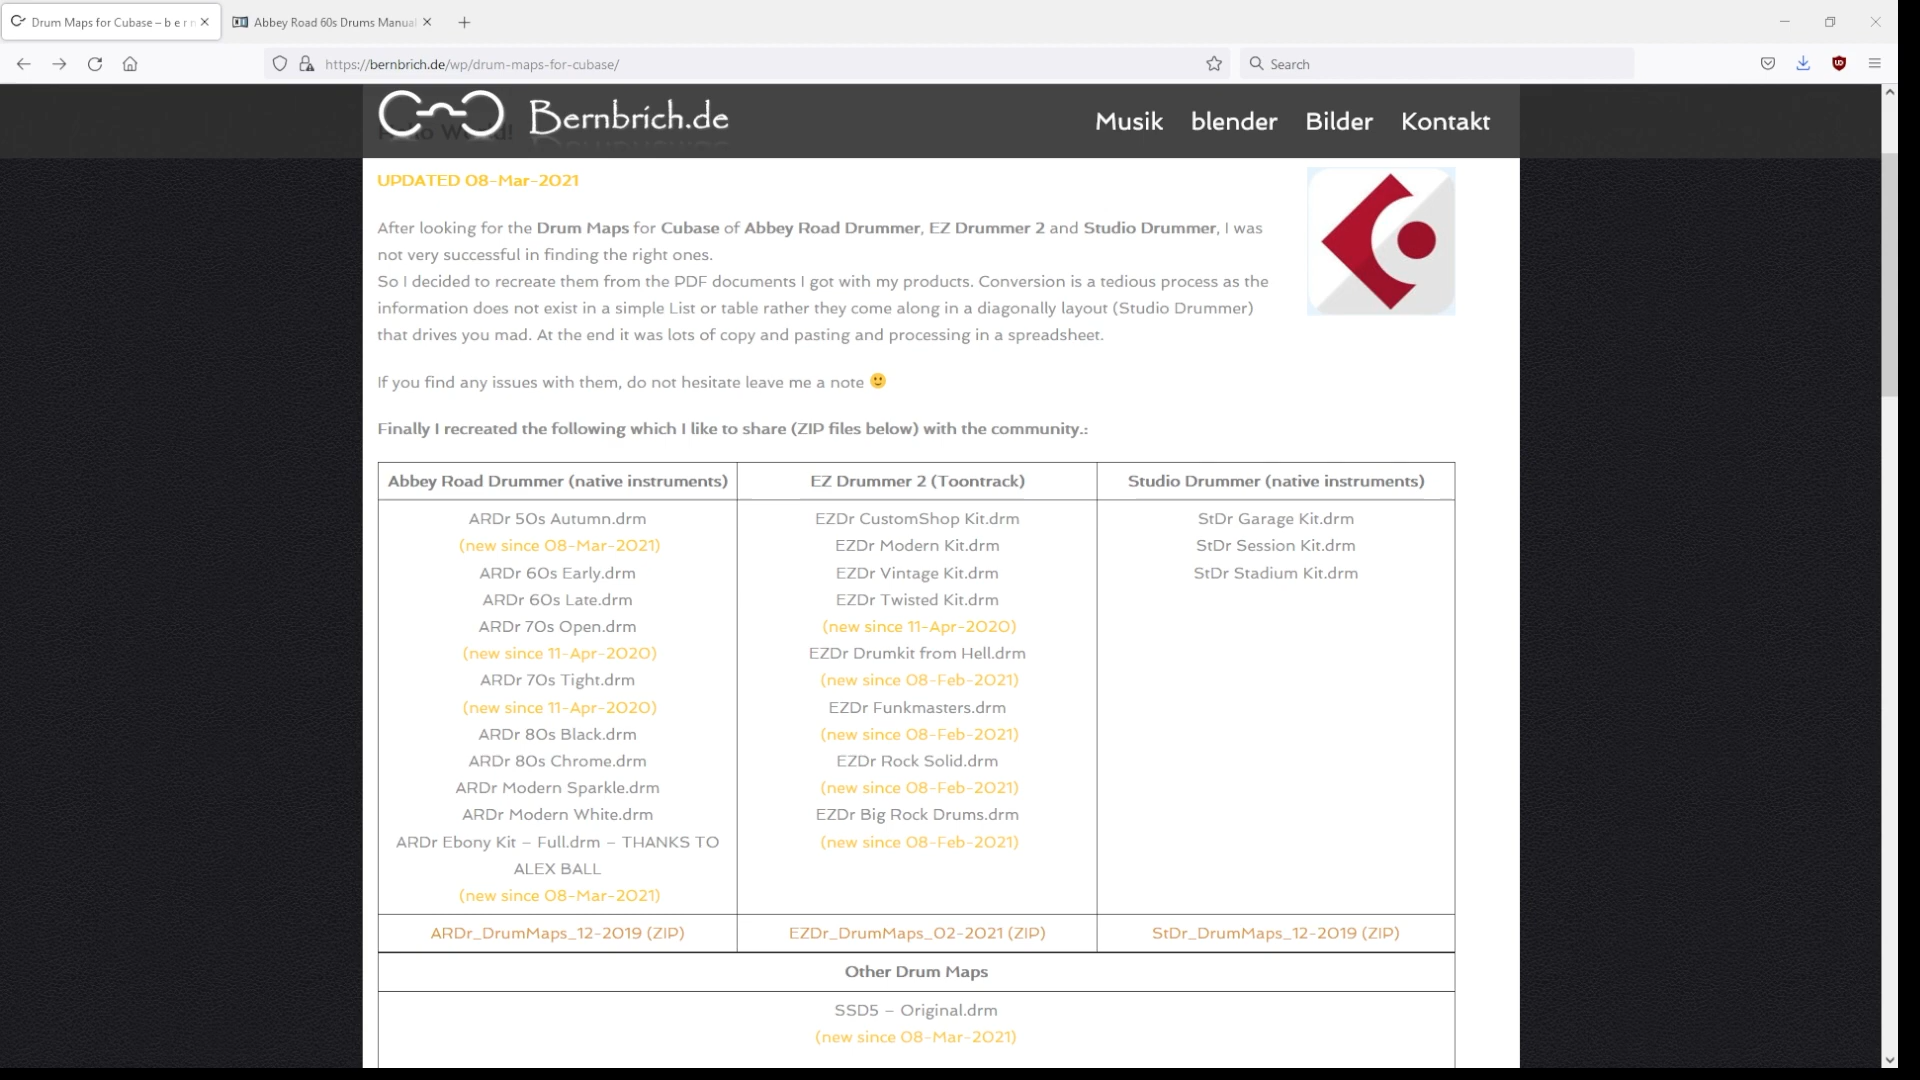 Drum Maps for Cubase – b e r n
Abbey Road 60s Drums Manual
https://bernbrich.de/wp/drum-maps-for-cubase/
Search
Bernbrich.de
Musik
blender
Bilder
Kontakt
UPDATED 08-Mar-2021
After looking for the Drum Maps for Cubase of Abbey Road Drummer, EZ Drummer 2 and Studio Drummer, I was
not very successful in finding the right ones.
So I decided to recreate them from the PDF documents I got with my products. Conversion is a tedious process as the
information does not exist in a simple List or table rather they come along in a diagonally layout (Studio Drummer)
that drives you mad. At the end it was lots of copy and pasting and processing in a spreadsheet.
If you find any issues with them, do not hesitate leave me a note
Finally I recreated the following which I like to share (ZIP files below) with the community.:
Abbey Road Drummer (native instruments)
ARDr 50s Autumn.drm
(new since 08-Mar-2021)
ARDr 60s Early.drm
ARDr 60s Late.drm
ARDr 70s Open.drm
(new since 11-Apr-2020)
ARDr 70s Tight.drm
(new since 11-Apr-2020)
ARDr 80s Black.drm
ARDr 80s Chrome.drm
ARDr Modern Sparkle.drm
ARDr Modern White.drm
ARDr Ebony Kit – Full.drm – THANKS TO
ALEX BALL
(new since 08-Mar-2021)
ARDr_DrumMaps_12-2019 (ZIP)
EZ Drummer 2 (Toontrack)
EZDr CustomShop Kit.drm
EZDr Modern Kit.drm
EZDr Vintage Kit.drm
EZDr Twisted Kit.drm
(new since 11-Apr-2020)
EZDr Drumkit from Hell.drm
(new since 08-Feb-2021)
EZDr Funkmasters.drm
(new since 08-Feb-2021)
EZDr Rock Solid.drm
(new since 08-Feb-2021)
EZDr Big Rock Drums.drm
(new since 08-Feb-2021)
EZDr_DrumMaps_02-2021 (ZIP)
Studio Drummer (native instruments)
StDr Garage Kit.drm
StDr Session Kit.drm
StDr Stadium Kit.drm
StDr_DrumMaps_12-2019 (ZIP)
Other Drum Maps
SSD5 – Original.drm
(new since 08-Mar-2021)